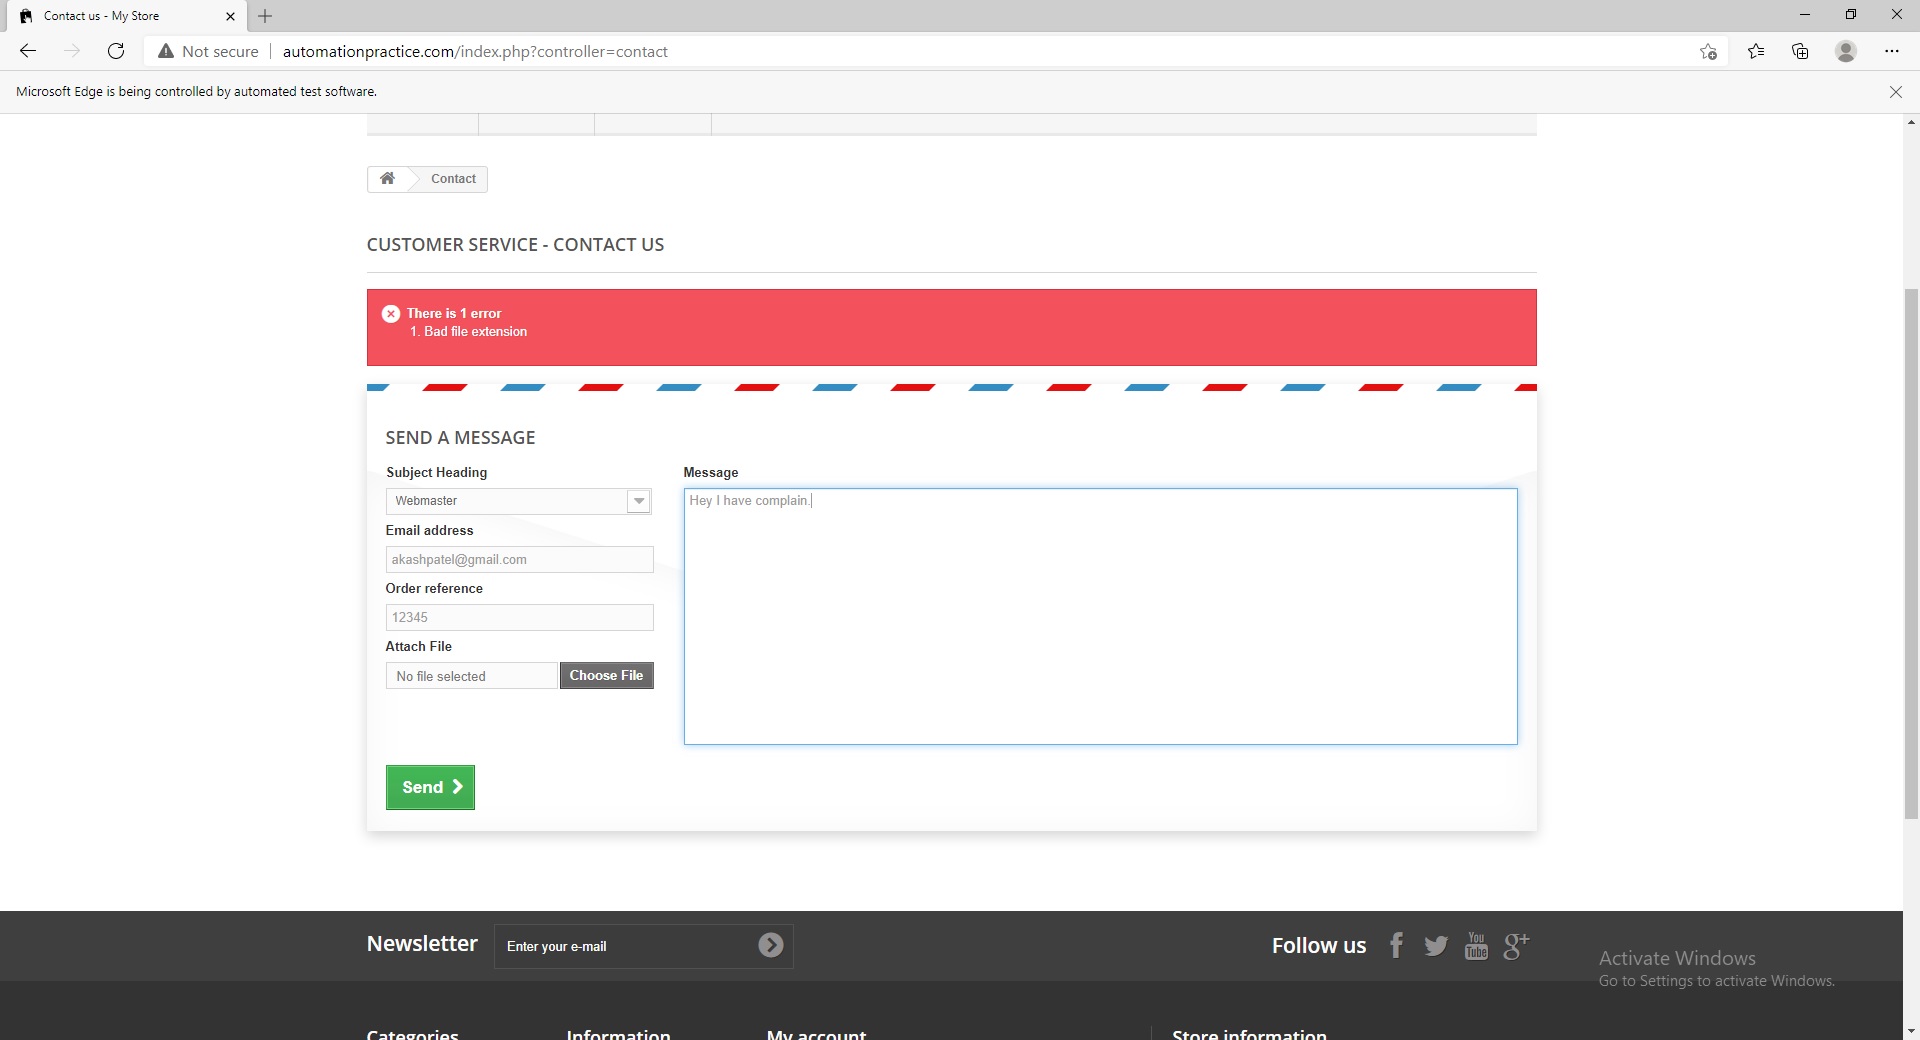 Contact us - My Store
Not secure
automationpractice.com/index.php?controller=contact
Microsoft Edge is being controlled by automated test software.
Contact
CUSTOMER SERVICE - CONTACT US
There is 1 error
1. Bad file extension
SEND A MESSAGE
Subject Heading
Webmaster
Email address
akashpatel@gmail.com
Order reference
12345
Attach File
No file selected
Choose File
Message
Hey I have complain.
Send
Newsletter
Enter your e-mail
Follow us
You
Tube
Activate Windows
Go to Settings to activate Windows.
Categories
Information
My account
Store information